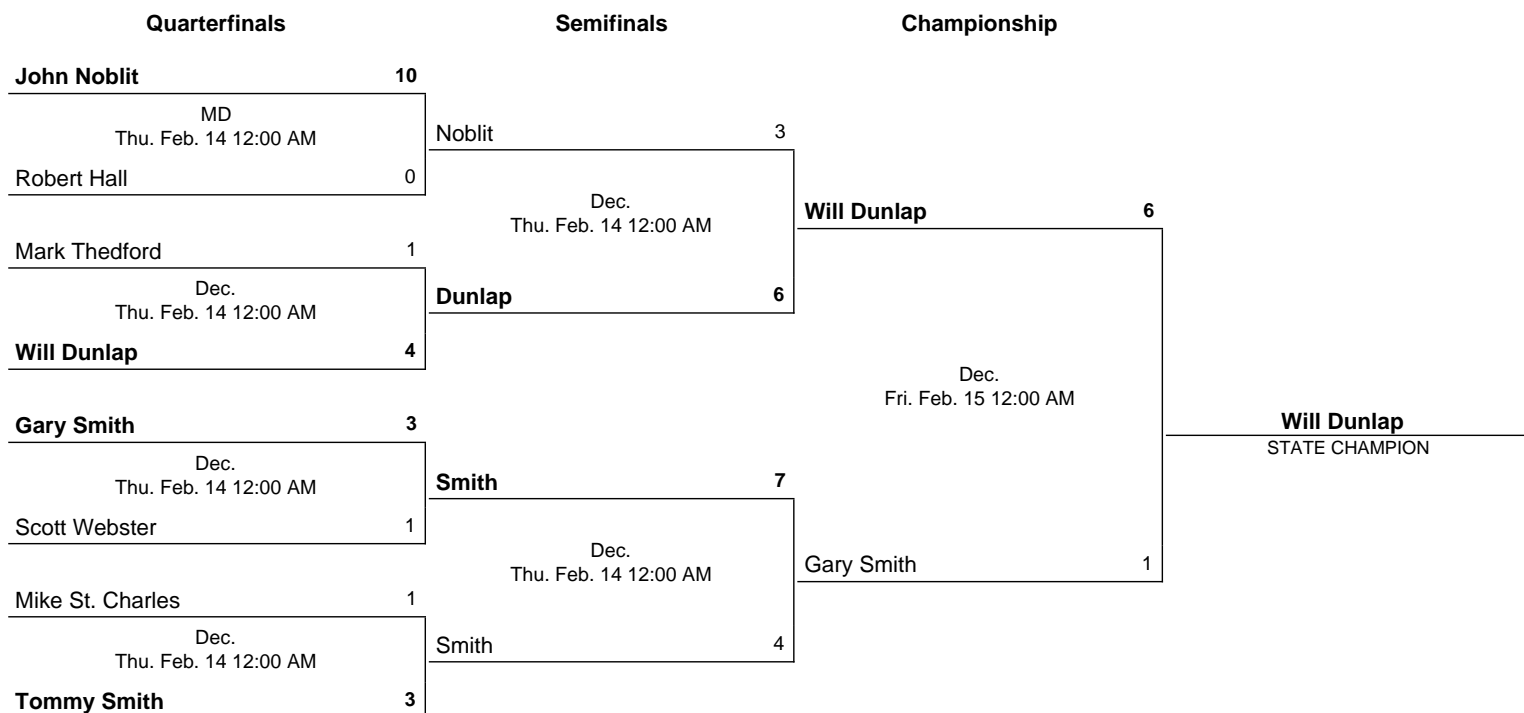 Quarterfinals Semifinals Championship
John Noblit 10
MD
Thu. Feb. 14 12:00 AM
Robert Hall 0
Mark Thedford 1
Dec.
Thu. Feb. 14 12:00 AM
Will Dunlap 4
Gary Smith 3
Dec.
Thu. Feb. 14 12:00 AM
Scott Webster 1
Mike St. Charles 1
Dec.
Thu. Feb. 14 12:00 AM
Tommy Smith 3
Noblit 3
Dec.
Thu. Feb. 14 12:00 AM
Dunlap 6
Smith 7
Dec.
Thu. Feb. 14 12:00 AM
Smith 4
Will Dunlap 6
Dec.
Fri. Feb. 15 12:00 AM
Gary Smith 1
Will Dunlap
STATE CHAMPION